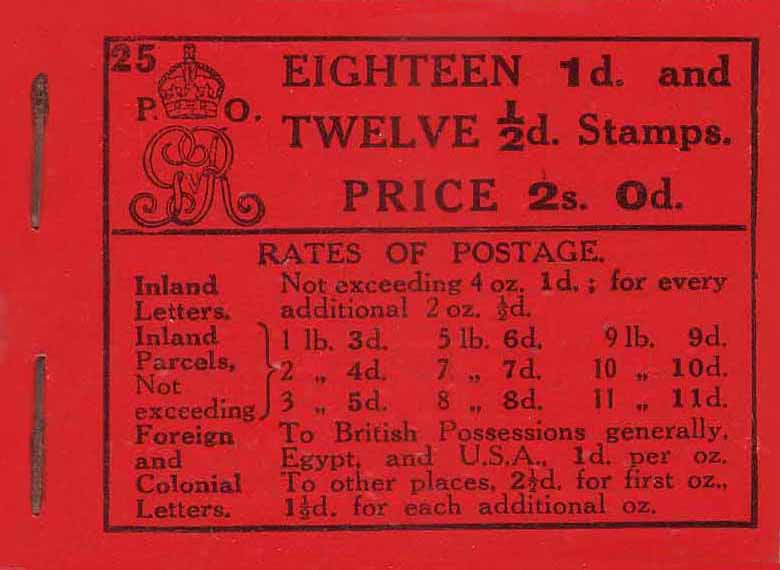 25
P. O.
GVR
EIGHTEEN 1d. and
TWELVE ½d. Stamps.
PRICE 2s. 0d.
RATES OF POSTAGE.
Inland Letters. Not exceeding 4 oz. 1d. ; for every
additional 2 oz. ½d.
Inland Parcels, Not exceeding
1 lb. 3d. 5 lb. 6d. 9 lb. 9d.
2 „ 4d. 7 „ 7d. 10 „ 10d.
3 „ 5d. 8 „ 8d. 11 „ 11d.
Foreign and Colonial Letters.
To British Possessions generally,
Egypt, and U.S.A., 1d. per oz.
To other places, 2½d. for first oz.,
1½d. for each additional oz.